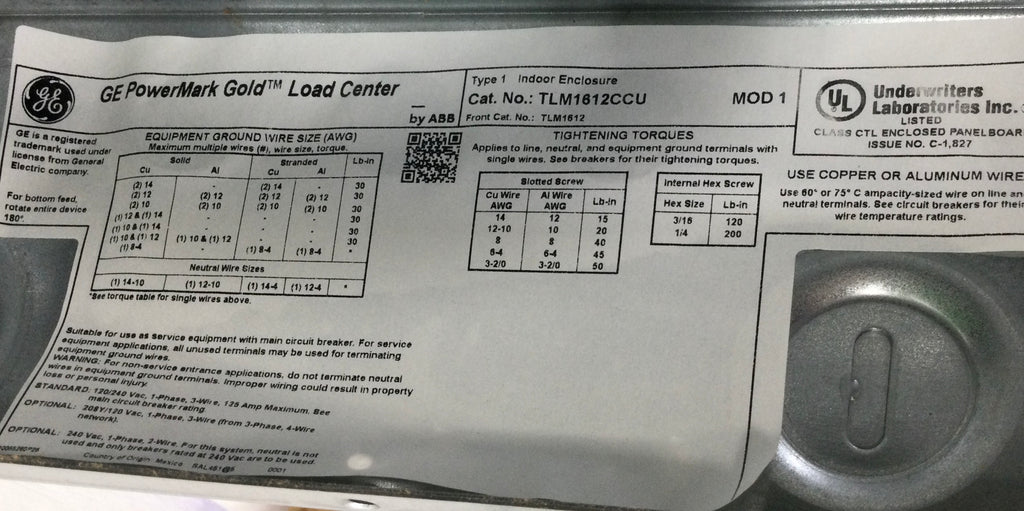 GE PowerMark Gold™ Load Center
by ABB
Type 1 Indoor Enclosure
Cat. No.: TLM1612CCU MOD 1
Front Cat. No.: TLM1612
UL Underwriters
Laboratories Inc.
LISTED
CLASS CTL ENCLOSED PANELBOAR
ISSUE NO. C-1,827
GE is a registered
trademark used under
license from General
Electric company.
For bottom feed,
rotate entire device
180°.
EQUIPMENT GROUND WIRE SIZE (AWG)
Maximum multiple wires (#), wire size, torque.
Solid Stranded Lb-in
Cu Al Cu Al
(2) 14 - (2) 14 - 30
(2) 12 (2) 12 (2) 12 (2) 12 30
(2) 10 (2) 10 (2) 10 (2) 10 30
(1) 12 & (1) 14 - - - 30
(1) 10 & (1) 14 - - - 30
(1) 10 & (1) 12 (1) 10 & (1) 12 - - 30
(1) 8-4 - (1) 8-4 (1) 8-4 *
Neutral Wire Sizes
(1) 14-10 (1) 12-10 (1) 14-4 (1) 12-4 *
*See torque table for single wires above.
TIGHTENING TORQUES
Applies to line, neutral, and equipment ground terminals with
single wires. See breakers for their tightening torques.
Slotted Screw
Cu Wire AWG Al Wire AWG Lb-in
14 12 15
12-10 10 20
8 8 40
6-4 6-4 45
3-2/0 3-2/0 50
Internal Hex Screw
Hex Size Lb-in
3/16 120
1/4 200
USE COPPER OR ALUMINUM WIRE
Use 60° or 75° C ampacity-sized wire on line an
neutral terminals. See circuit breakers for thei
wire temperature ratings.
Suitable for use as service equipment with main circuit breaker. For service
equipment applications, all unused terminals may be used for terminating
equipment ground wires.
WARNING: For non-service entrance applications, do not terminate neutral
wires in equipment ground terminals. Improper wiring could result in property
loss or personal injury.
STANDARD: 120/240 Vac, 1-Phase, 3-Wire, 125 Amp Maximum. See
main circuit breaker rating
OPTIONAL: 208Y/120 Vac, 1-Phase, 3-Wire (from 3-Phase, 4-Wire
network).
OPTIONAL: 240 Vac, 1-Phase, 2-Wire. For this system, neutral is not
used and only breakers rated at 240 Vac are to be used.
Country of Origin: Mexico 0001